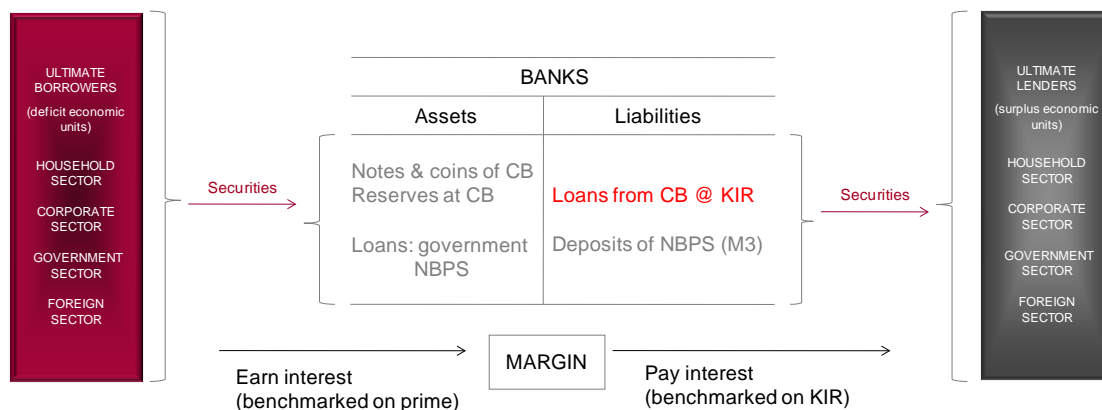 ULTIMATE
BORROWERS
(deficit economic
units)
HOUSEHOLD
SECTOR
CORPORATE
SECTOR
GOVERNMENT
SECTOR
FOREIGN
SECTOR
Securities
BANKS
Assets
Liabilities
Notes & coins of CB
Reserves at CB
Loans: government
NBPS
Loans from CB @ KIR
Deposits of NBPS (M3)
Securities
ULTIMATE
LENDERS
(surplus economic
units)
HOUSEHOLD
SECTOR
CORPORATE
SECTOR
GOVERNMENT
SECTOR
FOREIGN
SECTOR
Earn interest
(benchmarked on prime)
MARGIN
Pay interest
(benchmarked on KIR)